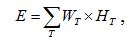 E = ∑_T W_T × H_T ,